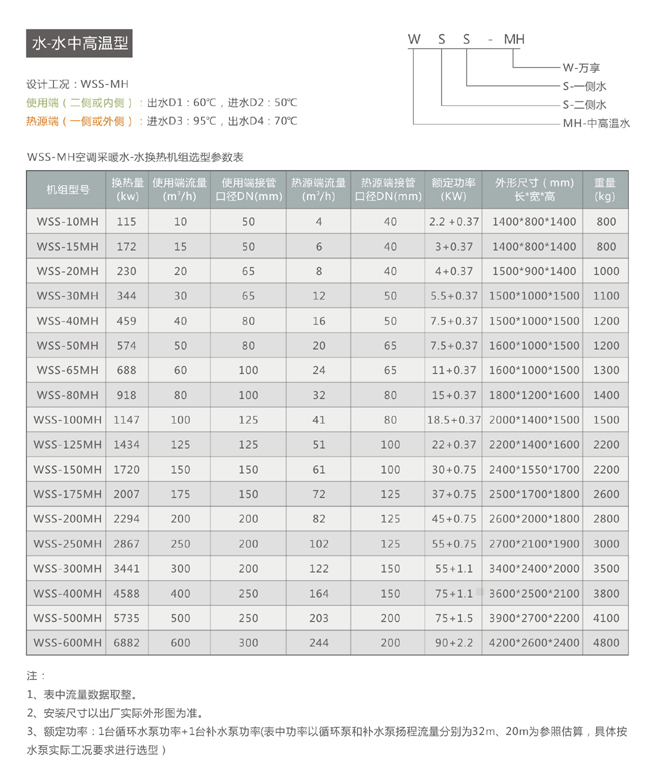 水-水中高温型
W S S - MH
W-万享
S-一侧水
S-二侧水
MH-中高温水
设计工况：WSS-MH
使用端（二侧或内侧）：出水D1：60℃，进水D2：50℃
热源端（一侧或外侧）：进水D3：95℃，出水D4：70℃
WSS-MH空调采暖水-水换热机组选型参数表
机组型号 换热量(kw) 使用端流量(m³/h) 使用端接管口径DN(mm) 热源端流量(m³/h) 热源端接管口径DN(mm) 额定功率(KW) 外形尺寸（mm）长*宽*高 重量(kg)
WSS-10MH 115 10 50 4 40 2.2 +0.37 1400*800*1400 800
WSS-15MH 172 15 50 6 40 3+0.37 1400*800*1400 800
WSS-20MH 230 20 65 8 40 4+0.37 1500*900*1400 1000
WSS-30MH 344 30 65 12 50 5.5+0.37 1500*1000*1500 1100
WSS-40MH 459 40 80 16 50 7.5+0.37 1500*1000*1500 1200
WSS-50MH 574 50 80 20 65 7.5+0.37 1600*1000*1500 1200
WSS-65MH 688 60 100 24 65 11+0.37 1600*1000*1500 1300
WSS-80MH 918 80 100 32 80 15+0.37 1800*1200*1600 1400
WSS-100MH 1147 100 125 41 80 18.5+0.37 2000*1400*1500 1500
WSS-125MH 1434 125 125 51 100 22+0.37 2200*1400*1600 2200
WSS-150MH 1720 150 150 61 100 30+0.75 2400*1550*1700 2200
WSS-175MH 2007 175 150 72 125 37+0.75 2500*1700*1800 2600
WSS-200MH 2294 200 200 82 125 45+0.75 2600*2000*1800 2800
WSS-250MH 2867 250 200 102 125 55+0.75 2700*2100*1900 3000
WSS-300MH 3441 300 200 122 150 55+1.1 3400*2400*2000 3500
WSS-400MH 4588 400 250 164 150 75+1.1 3600*2500*2100 3800
WSS-500MH 5735 500 250 203 200 75+1.5 3900*2700*2200 4100
WSS-600MH 6882 600 300 244 200 90+2.2 4200*2600*2400 4800
注：
1、表中流量数据取整。
2、安装尺寸以出厂实际外形图为准。
3、额定功率：1台循环水泵功率+1台补水泵功率(表中功率以循环泵和补水泵扬程流量分别为32m、20m为参照估算，具体按
水泵实际工况要求进行选型）